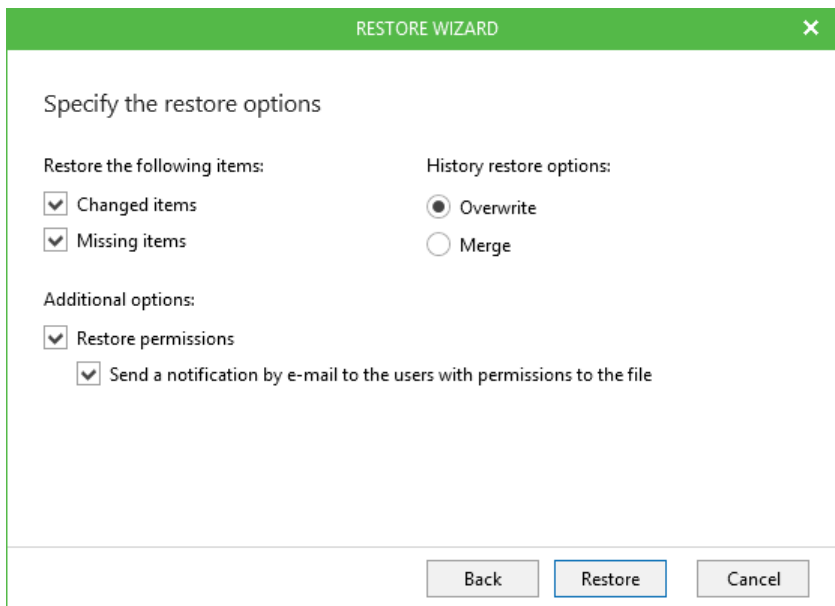 RESTORE WIZARD
Specify the restore options
Restore the following items:
Changed items
Missing items
History restore options:
Overwrite
Merge
Additional options:
Restore permissions
Send a notification by e-mail to the users with permissions to the file
Back
Restore
Cancel